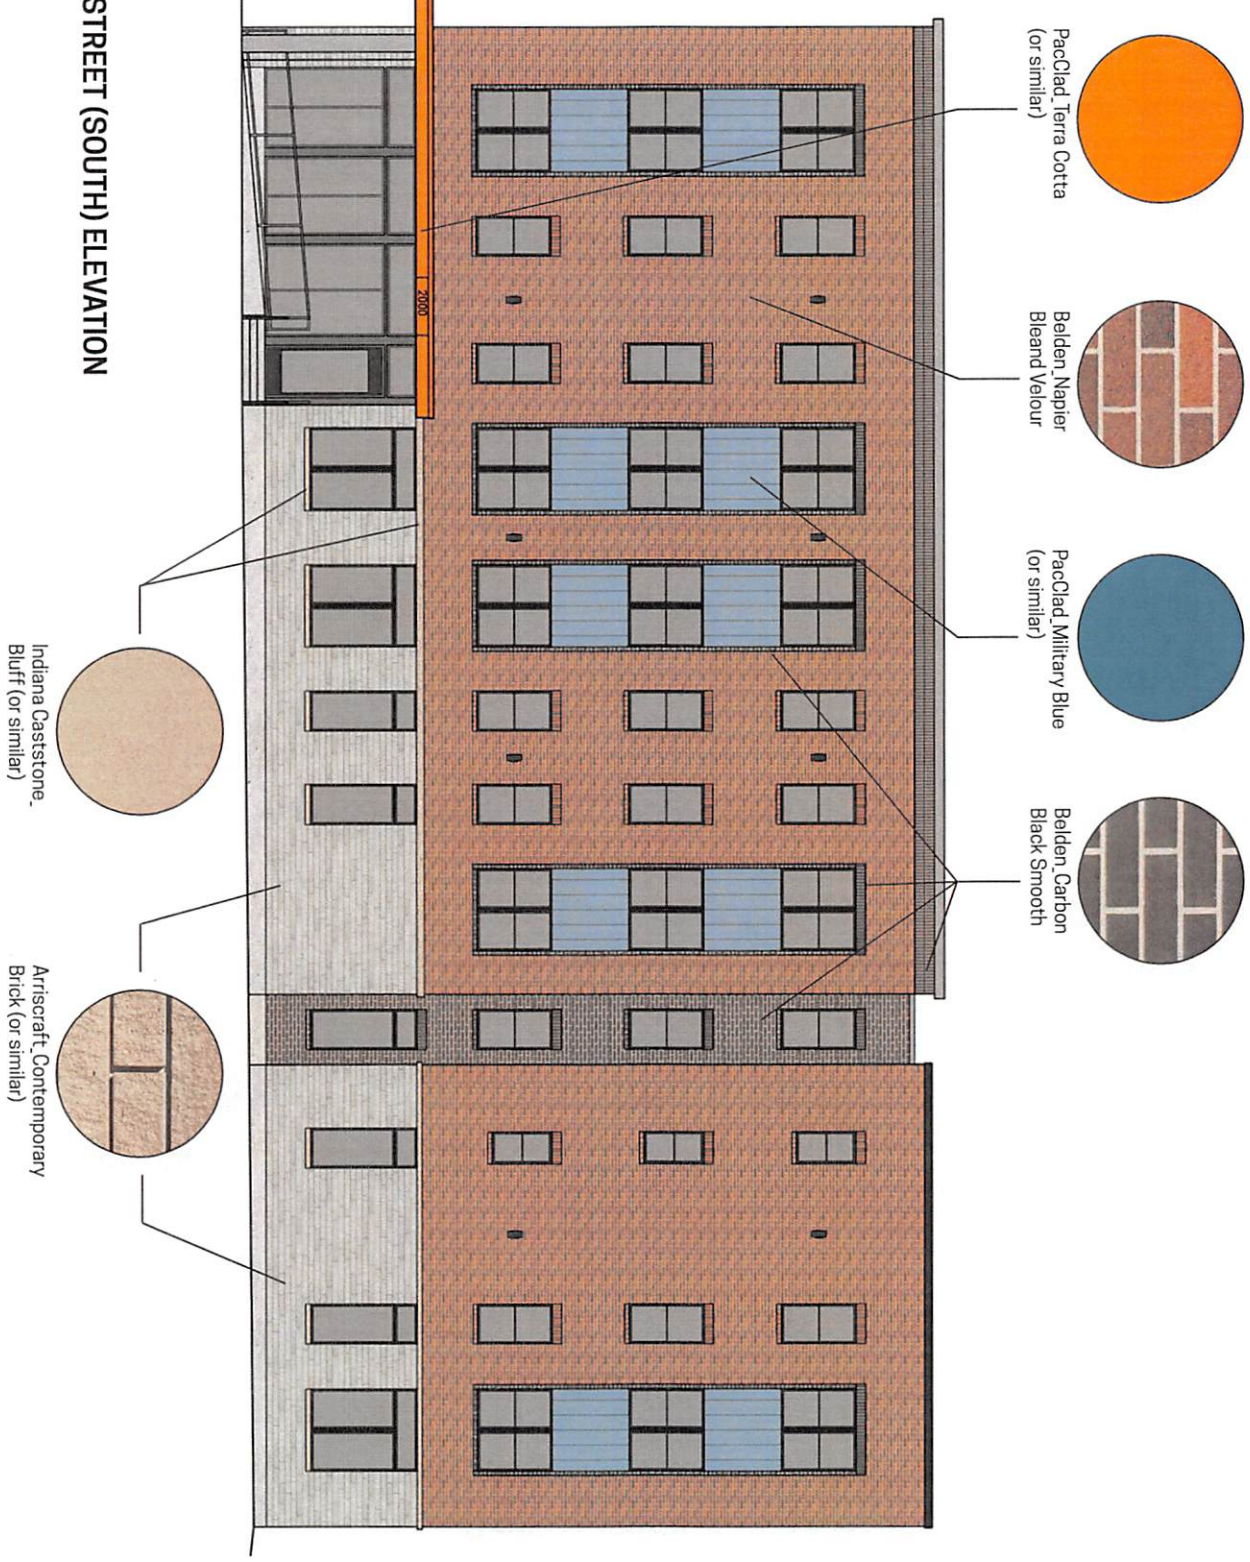 PacClad_Terra Cotta
(or similar)
Belden_Napier
Bleand Velour
PacClad_Military Blue
(or similar)
Belden_Carbon
Black Smooth
2000
Indiana Caststone_
Bluff (or similar)
Arriscraft_Contemporary
Brick (or similar)
STREET (SOUTH) ELEVATION